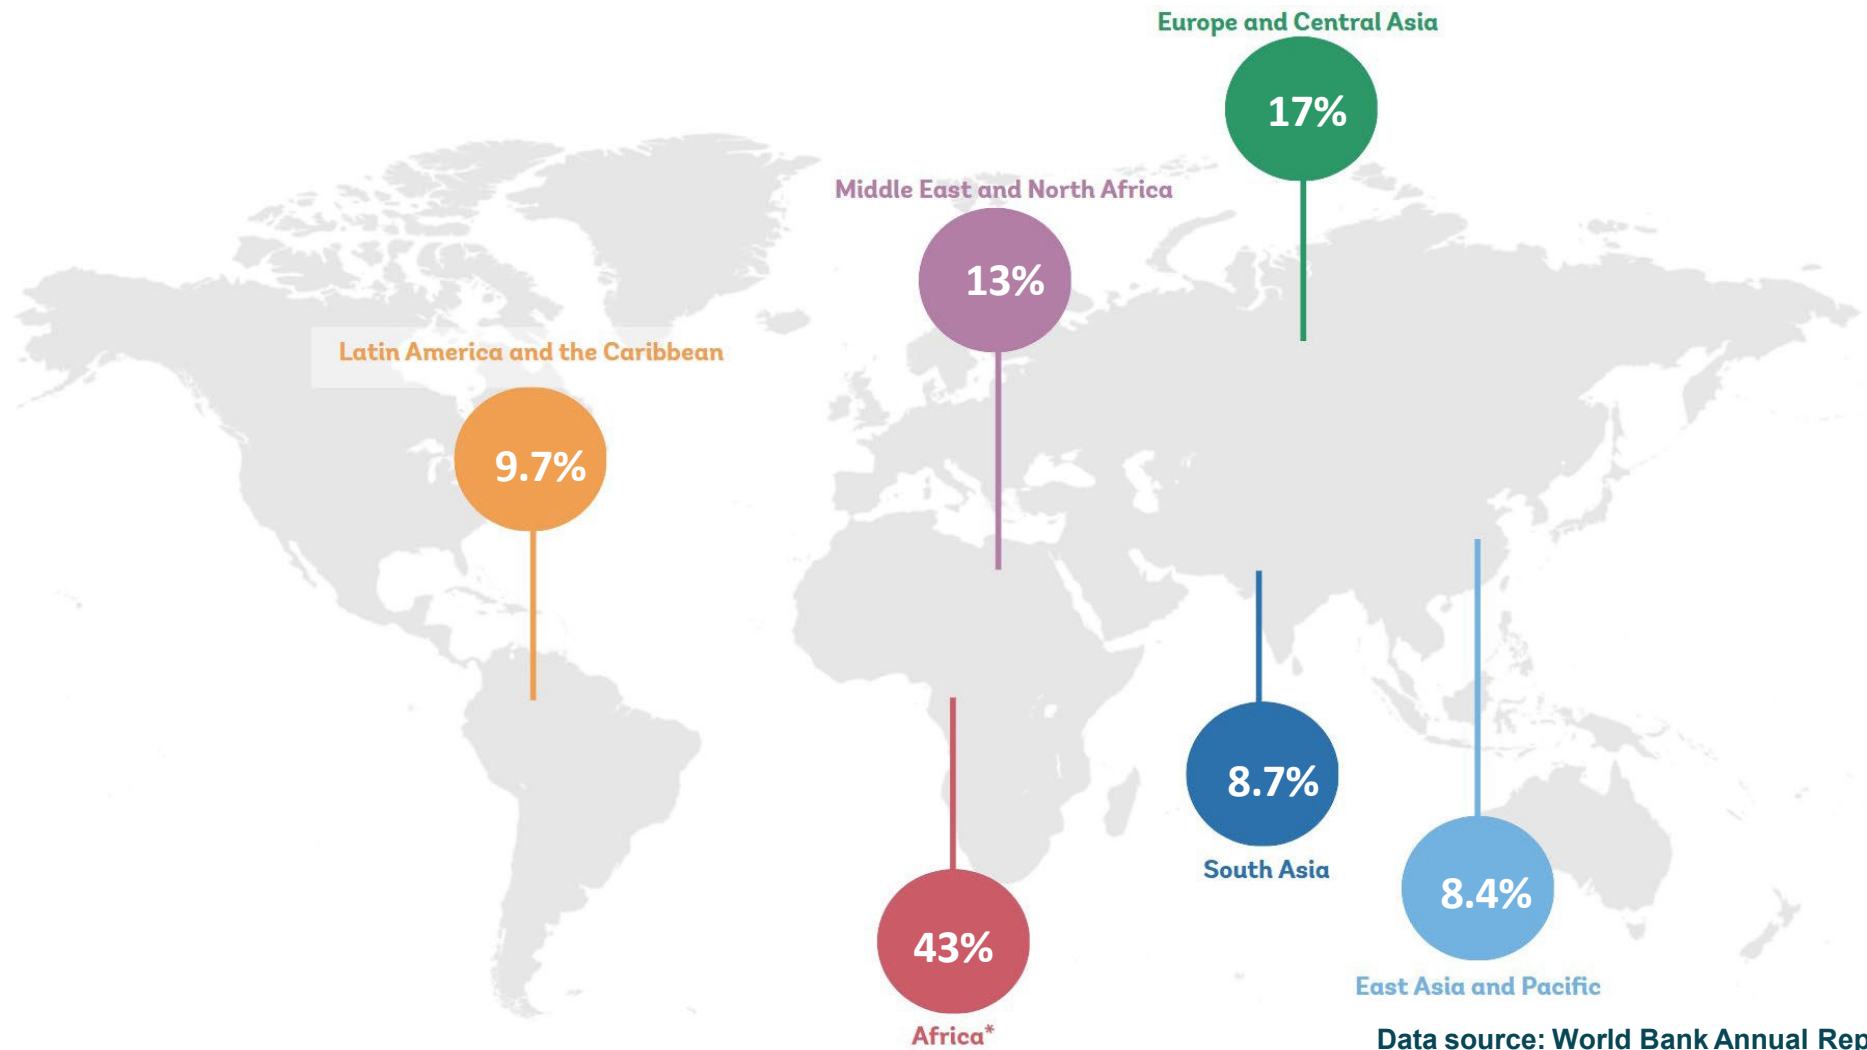 Europe and Central Asia
17%
Middle East and North Africa
13%
Latin America and the Caribbean
9.7%
8.7%
South Asia
8.4%
East Asia and Pacific
43%
Africa*
Data source: World Bank Annual Rep